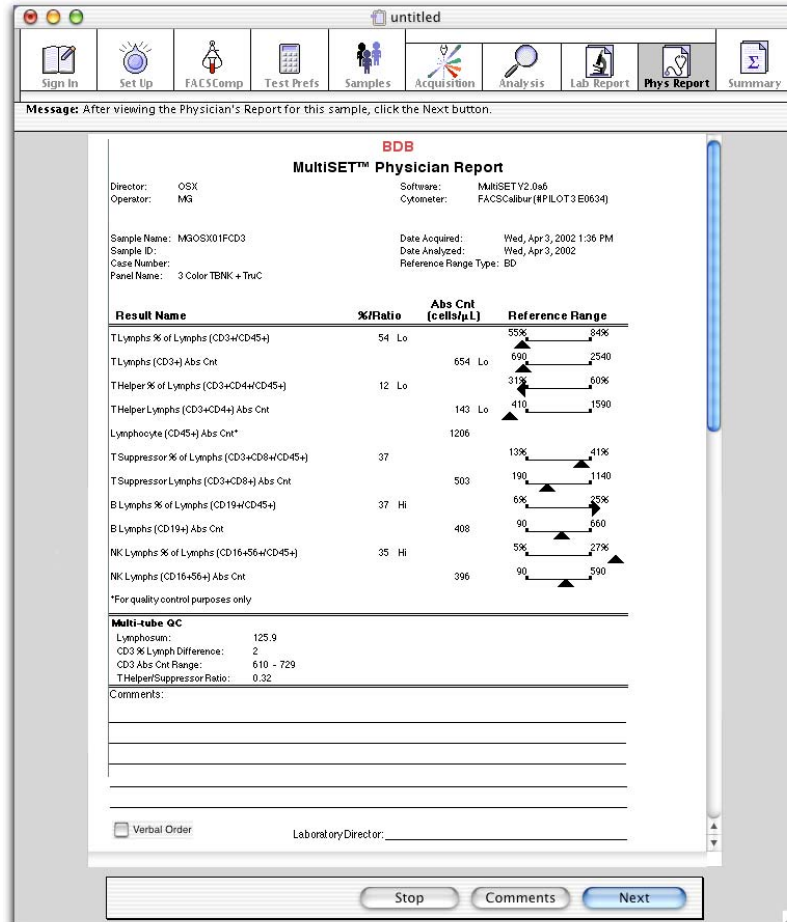 untitled
Sign In Set Up FACSComp Test Prefs Samples Acquisition Analysis Lab Report Phys Report Summary
Message: After viewing the Physician's Report for this sample, click the Next button.
BDB
MultiSET™ Physician Report
Director: OSX Software: MultiSET V2.0a6
Operator: MG Cytometer: FACSCalibur (#PILOT3 E0634)
Sample Name: MGOSX01FCD3 Date Acquired: Wed, Apr 3, 2002 1:36 PM
Sample ID: Date Analyzed: Wed, Apr 3, 2002
Case Number: Reference Range Type: BD
Panel Name: 3 Color TBNK + TruC
Result Name %/Ratio Abs Cnt (cells/µL) Reference Range
T Lymphs % of Lymphs (CD3+/CD45+) 54 Lo 55% 84%
T Lymphs (CD3+) Abs Cnt 654 Lo 690 2540
T Helper % of Lymphs (CD3+CD4+/CD45+) 12 Lo 31% 60%
T Helper Lymphs (CD3+CD4+) Abs Cnt 143 Lo 410 1590
Lymphocyte (CD45+) Abs Cnt* 1206
T Suppressor % of Lymphs (CD3+CD8+/CD45+) 37 13% 41%
T Suppressor Lymphs (CD3+CD8+) Abs Cnt 503 190 1140
B Lymphs % of Lymphs (CD19+/CD45+) 37 Hi 6% 25%
B Lymphs (CD19+) Abs Cnt 408 90 660
NK Lymphs % of Lymphs (CD16+56+/CD45+) 35 Hi 5% 27%
NK Lymphs (CD16+56+) Abs Cnt 396 90 590
*For quality control purposes only
Multi-tube QC
Lymphosum: 125.9
CD3 % Lymph Difference: 2
CD3 Abs Cnt Range: 610 - 729
T Helper/Suppressor Ratio: 0.32
Comments:
Verbal Order Laboratory Director:
Stop Comments Next